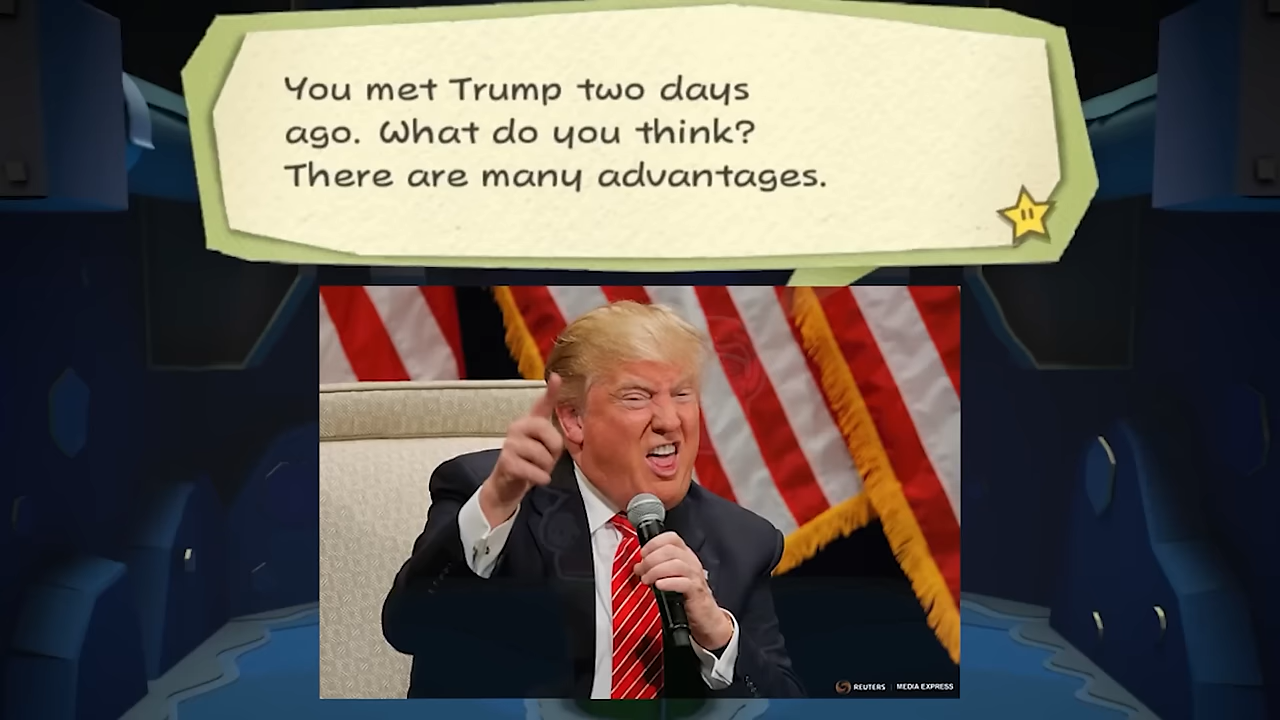 You met Trump two days
ago. What do you think?
There are many advantages.
REUTERS | MEDIA EXPRESS